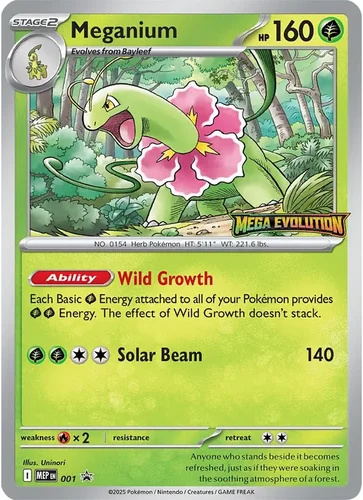 STAGE2 Meganium HP 160
Evolves from Bayleef
MEGA EVOLUTION
NO. 0154 Herb Pokémon HT: 5'11" WT: 221.6 lbs.
Ability Wild Growth
Each Basic Energy attached to all of your Pokémon provides
Energy. The effect of Wild Growth doesn't stack.
Solar Beam 140
weakness ×2 resistance retreat
Illus. Uninori
I MEP EN 001
Anyone who stands beside it becomes
refreshed, just as if they were soaking in
the soothing atmosphere of a forest.
©2025 Pokémon / Nintendo / Creatures / GAME FREAK